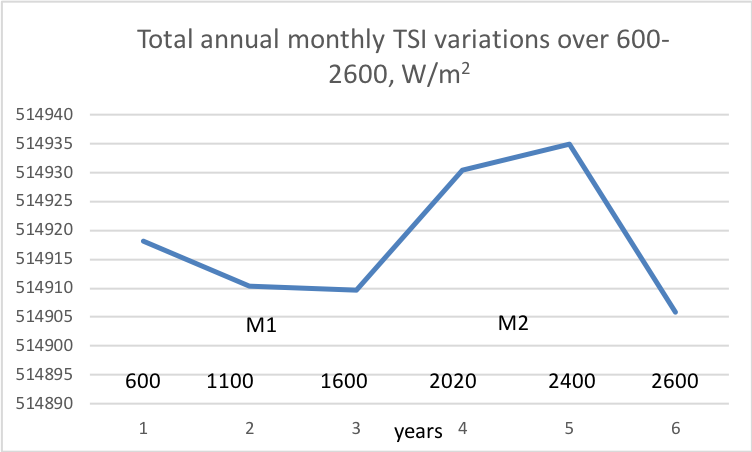 Total annual monthly TSI variations over 600-
2600, W/m²
514940
514935
514930
514925
514920
514915
514910
514905
514900
514895
514890
M1
M2
600 1100 1600 2020 2400 2600
1 2 3 4 5 6
years